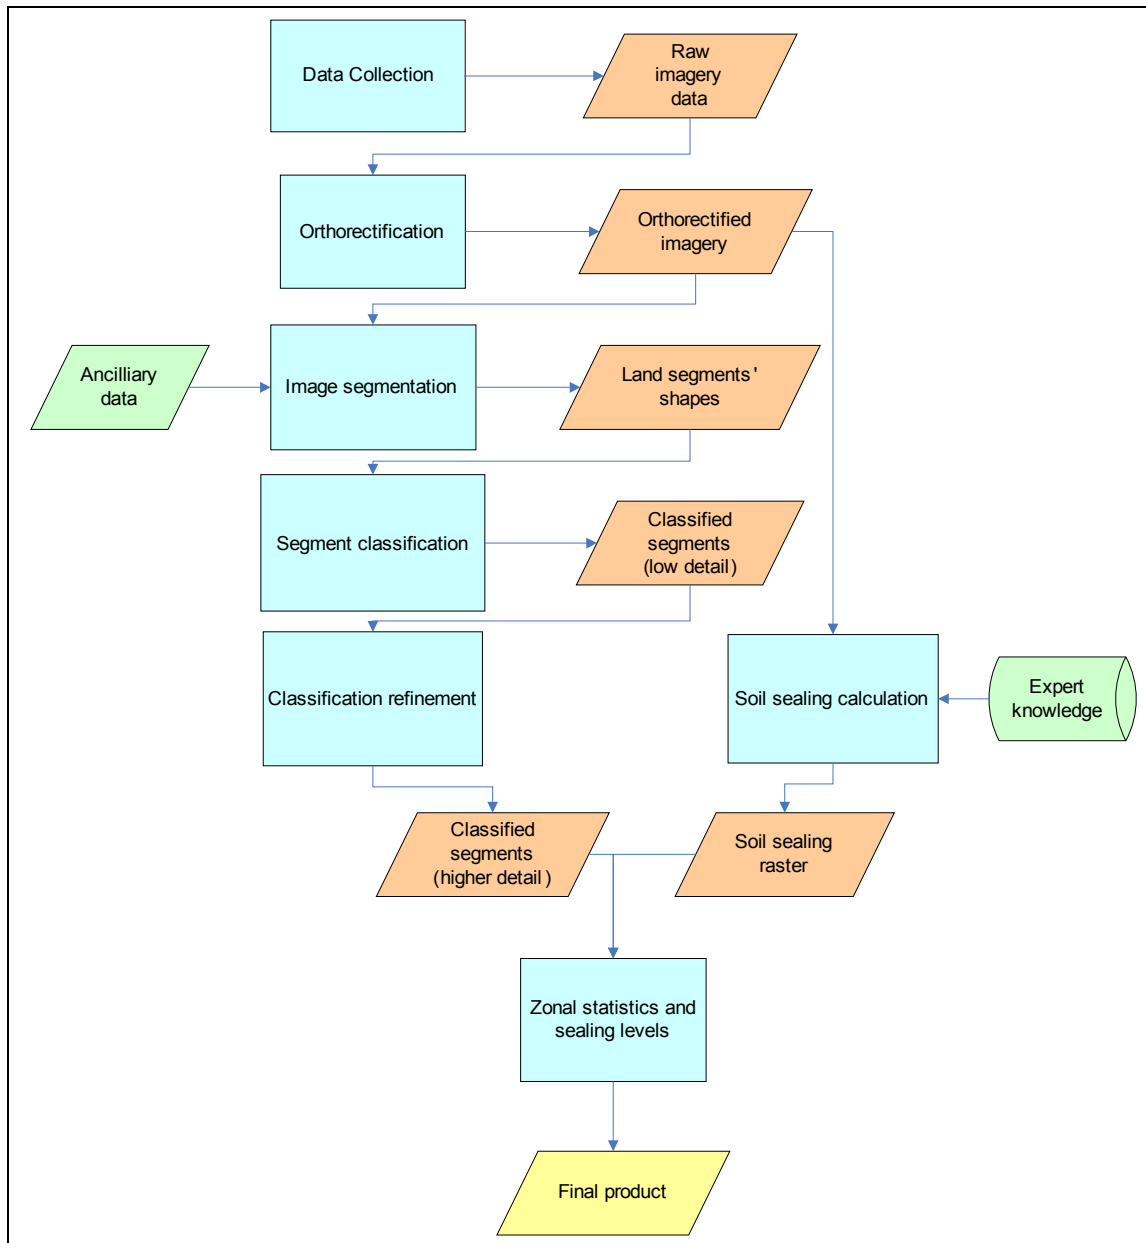 Data Collection
Raw
imagery
data
Orthorectification
Orthorectified
imagery
Ancilliary
data
Image segmentation
Land segments'
shapes
Segment classification
Classified
segments
(low detail)
Classification refinement
Soil sealing calculation
Expert
knowledge
Classified
segments
(higher detail)
Soil sealing
raster
Zonal statistics and
sealing levels
Final product